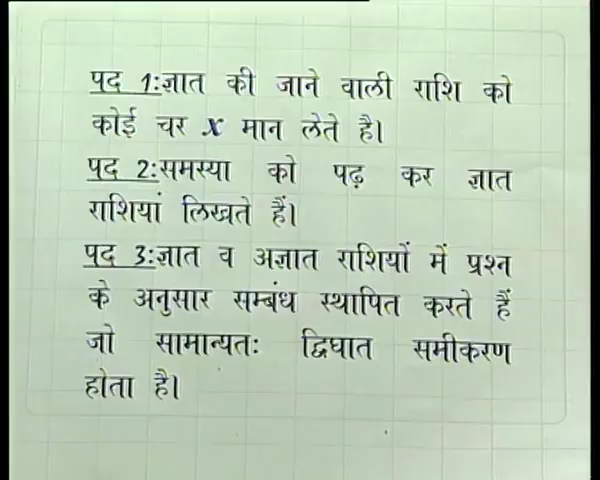 पद 1:ज्ञात की जाने वाली राशि को
कोई चर x मान लेते है।
पद 2:समस्या को पढ़ कर ज्ञात
राशियां लिखते हैं।
पद 3:ज्ञात व अज्ञात राशियों में प्रश्न
के अनुसार सम्बंध स्थापित करते हैं
जो सामान्यतः द्विघात समीकरण
होता है।